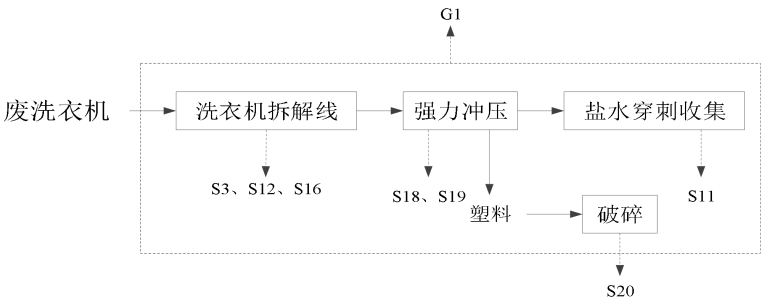 G1
废洗衣机
洗衣机拆解线
强力冲压
盐水穿刺收集
S3、S12、S16
S18、S19
S11
塑料
破碎
S20